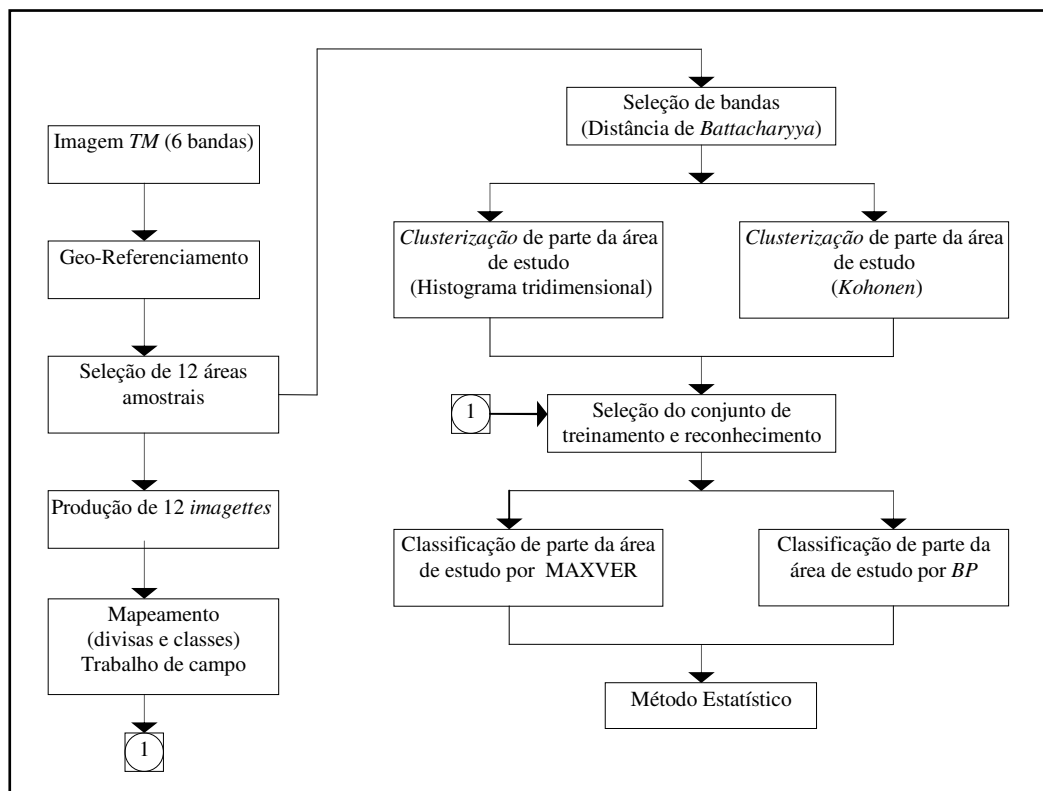 Imagem TM (6 bandas)
Geo-Referenciamento
Seleção de 12 áreas
amostrais
Produção de 12 imagettes
Mapeamento
(divisas e classes)
Trabalho de campo
1
Seleção de bandas
(Distância de Battacharyya)
Clusterização de parte da área
de estudo
(Histograma tridimensional)
Clusterização de parte da área
de estudo
(Kohonen)
1
Seleção do conjunto de
treinamento e reconhecimento
Classificação de parte da área
de estudo por MAXVER
Classificação de parte da
área de estudo por BP
Método Estatístico